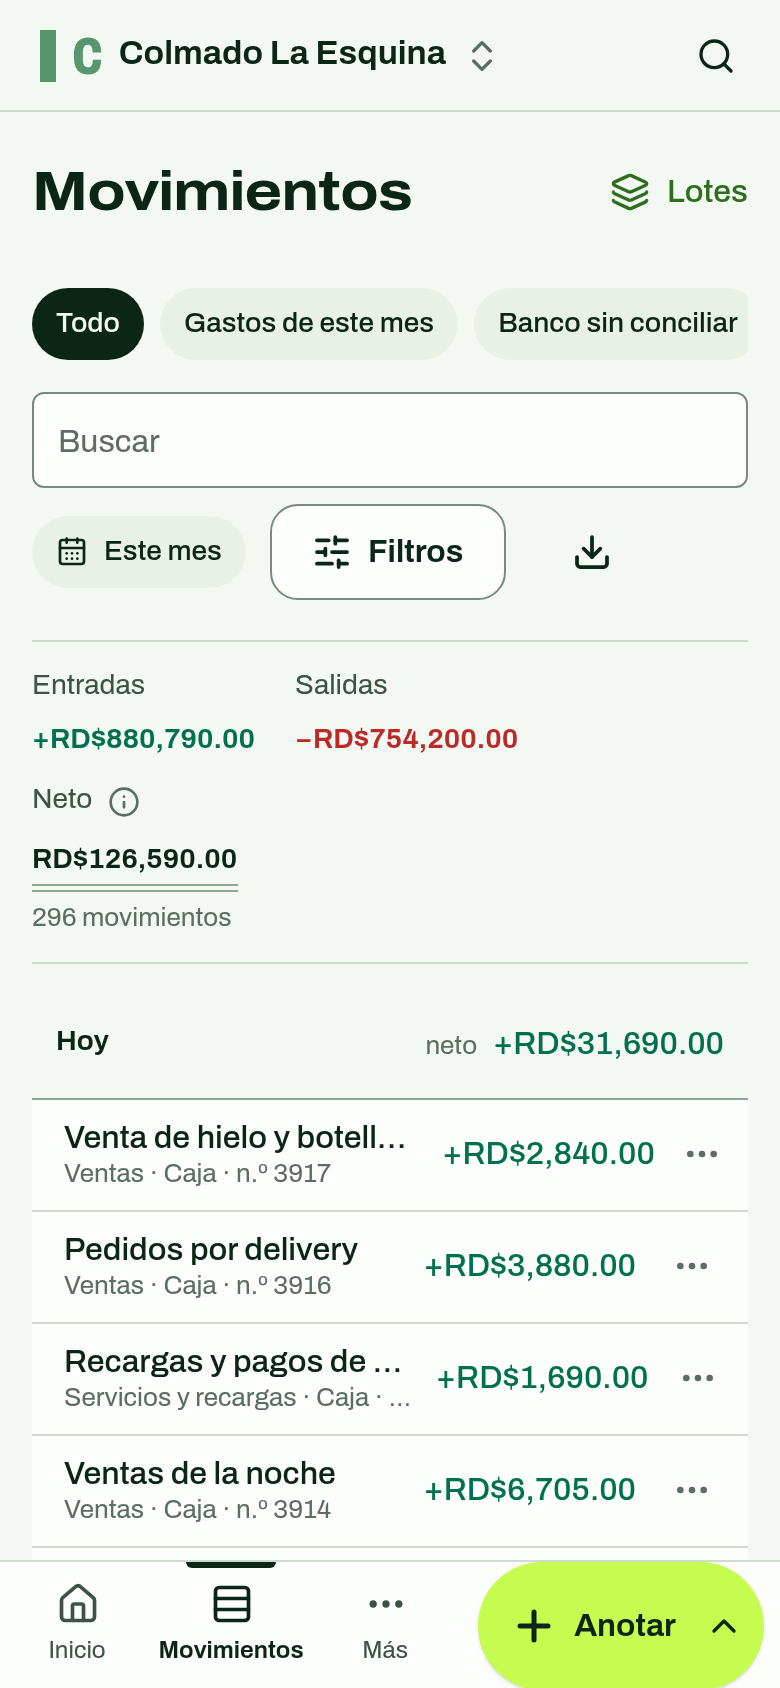 C Colmado La Esquina
Movimientos
Lotes
Todo
Gastos de este mes
Banco sin conciliar
Buscar
Este mes
Filtros
Entradas
Salidas
+RD$880,790.00
−RD$754,200.00
Neto
RD$126,590.00
296 movimientos
Hoy
neto +RD$31,690.00
Venta de hielo y botell...
+RD$2,840.00
Ventas · Caja · n.º 3917
Pedidos por delivery
+RD$3,880.00
Ventas · Caja · n.º 3916
Recargas y pagos de ...
+RD$1,690.00
Servicios y recargas · Caja · ...
Ventas de la noche
+RD$6,705.00
Ventas · Caja · n.º 3914
Inicio
Movimientos
Más
Anotar